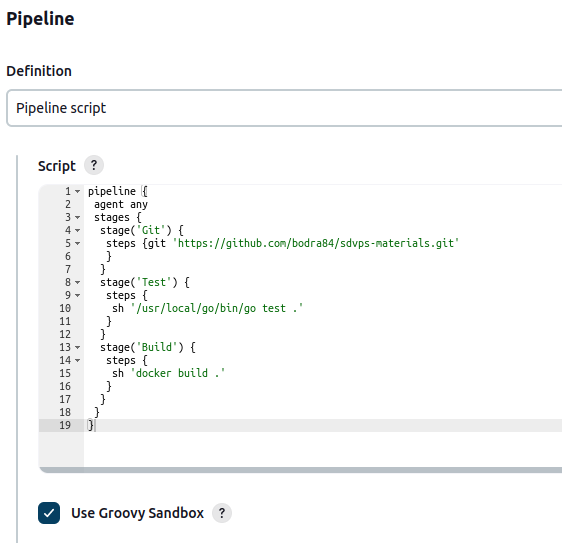 Pipeline
Definition
Pipeline script
Script ?
1 pipeline {
2  agent any
3  stages {
4   stage('Git') {
5    steps {git 'https://github.com/bodra84/sdvps-materials.git'
6    }
7   }
8   stage('Test') {
9    steps {
10     sh '/usr/local/go/bin/go test .'
11    }
12   }
13   stage('Build') {
14    steps {
15     sh 'docker build .'
16    }
17   }
18  }
19 }
Use Groovy Sandbox ?